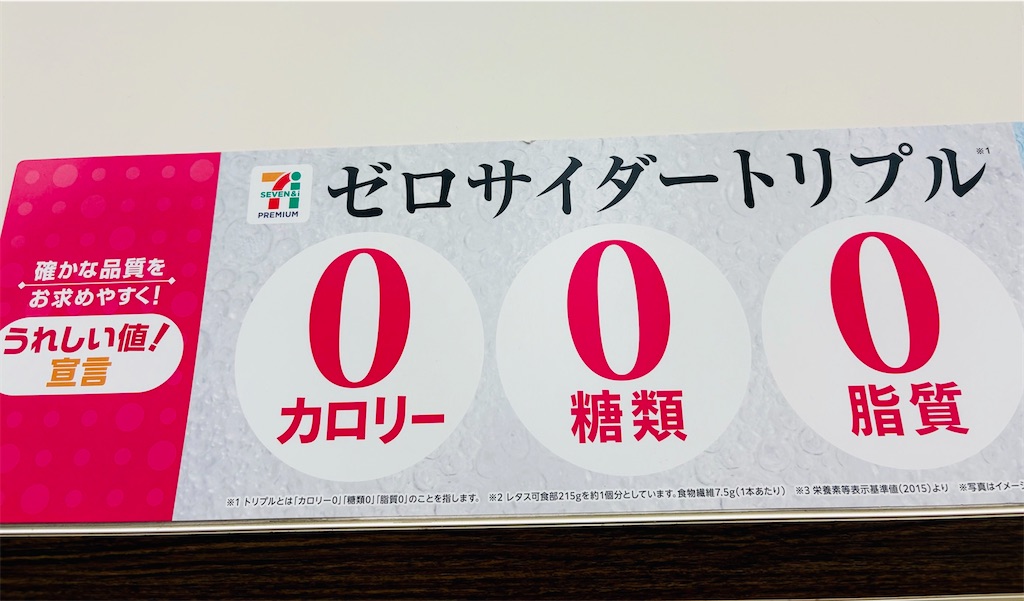 確かな品質を
お求めやすく!
うれしい値!
宣言
7i
SEVEN&i
PREMIUM
ゼロサイダートリプル※1
0
カロリー
0
糖類
0
脂質
※1 トリプルとは「カロリー0」「糖類0」「脂質0」のことを指します。 ※2 レタス可食部215gを約1個分としています。食物繊維7.5g(1本あたり) ※3 栄養素等表示基準値(2015)より ※写真はイメージ